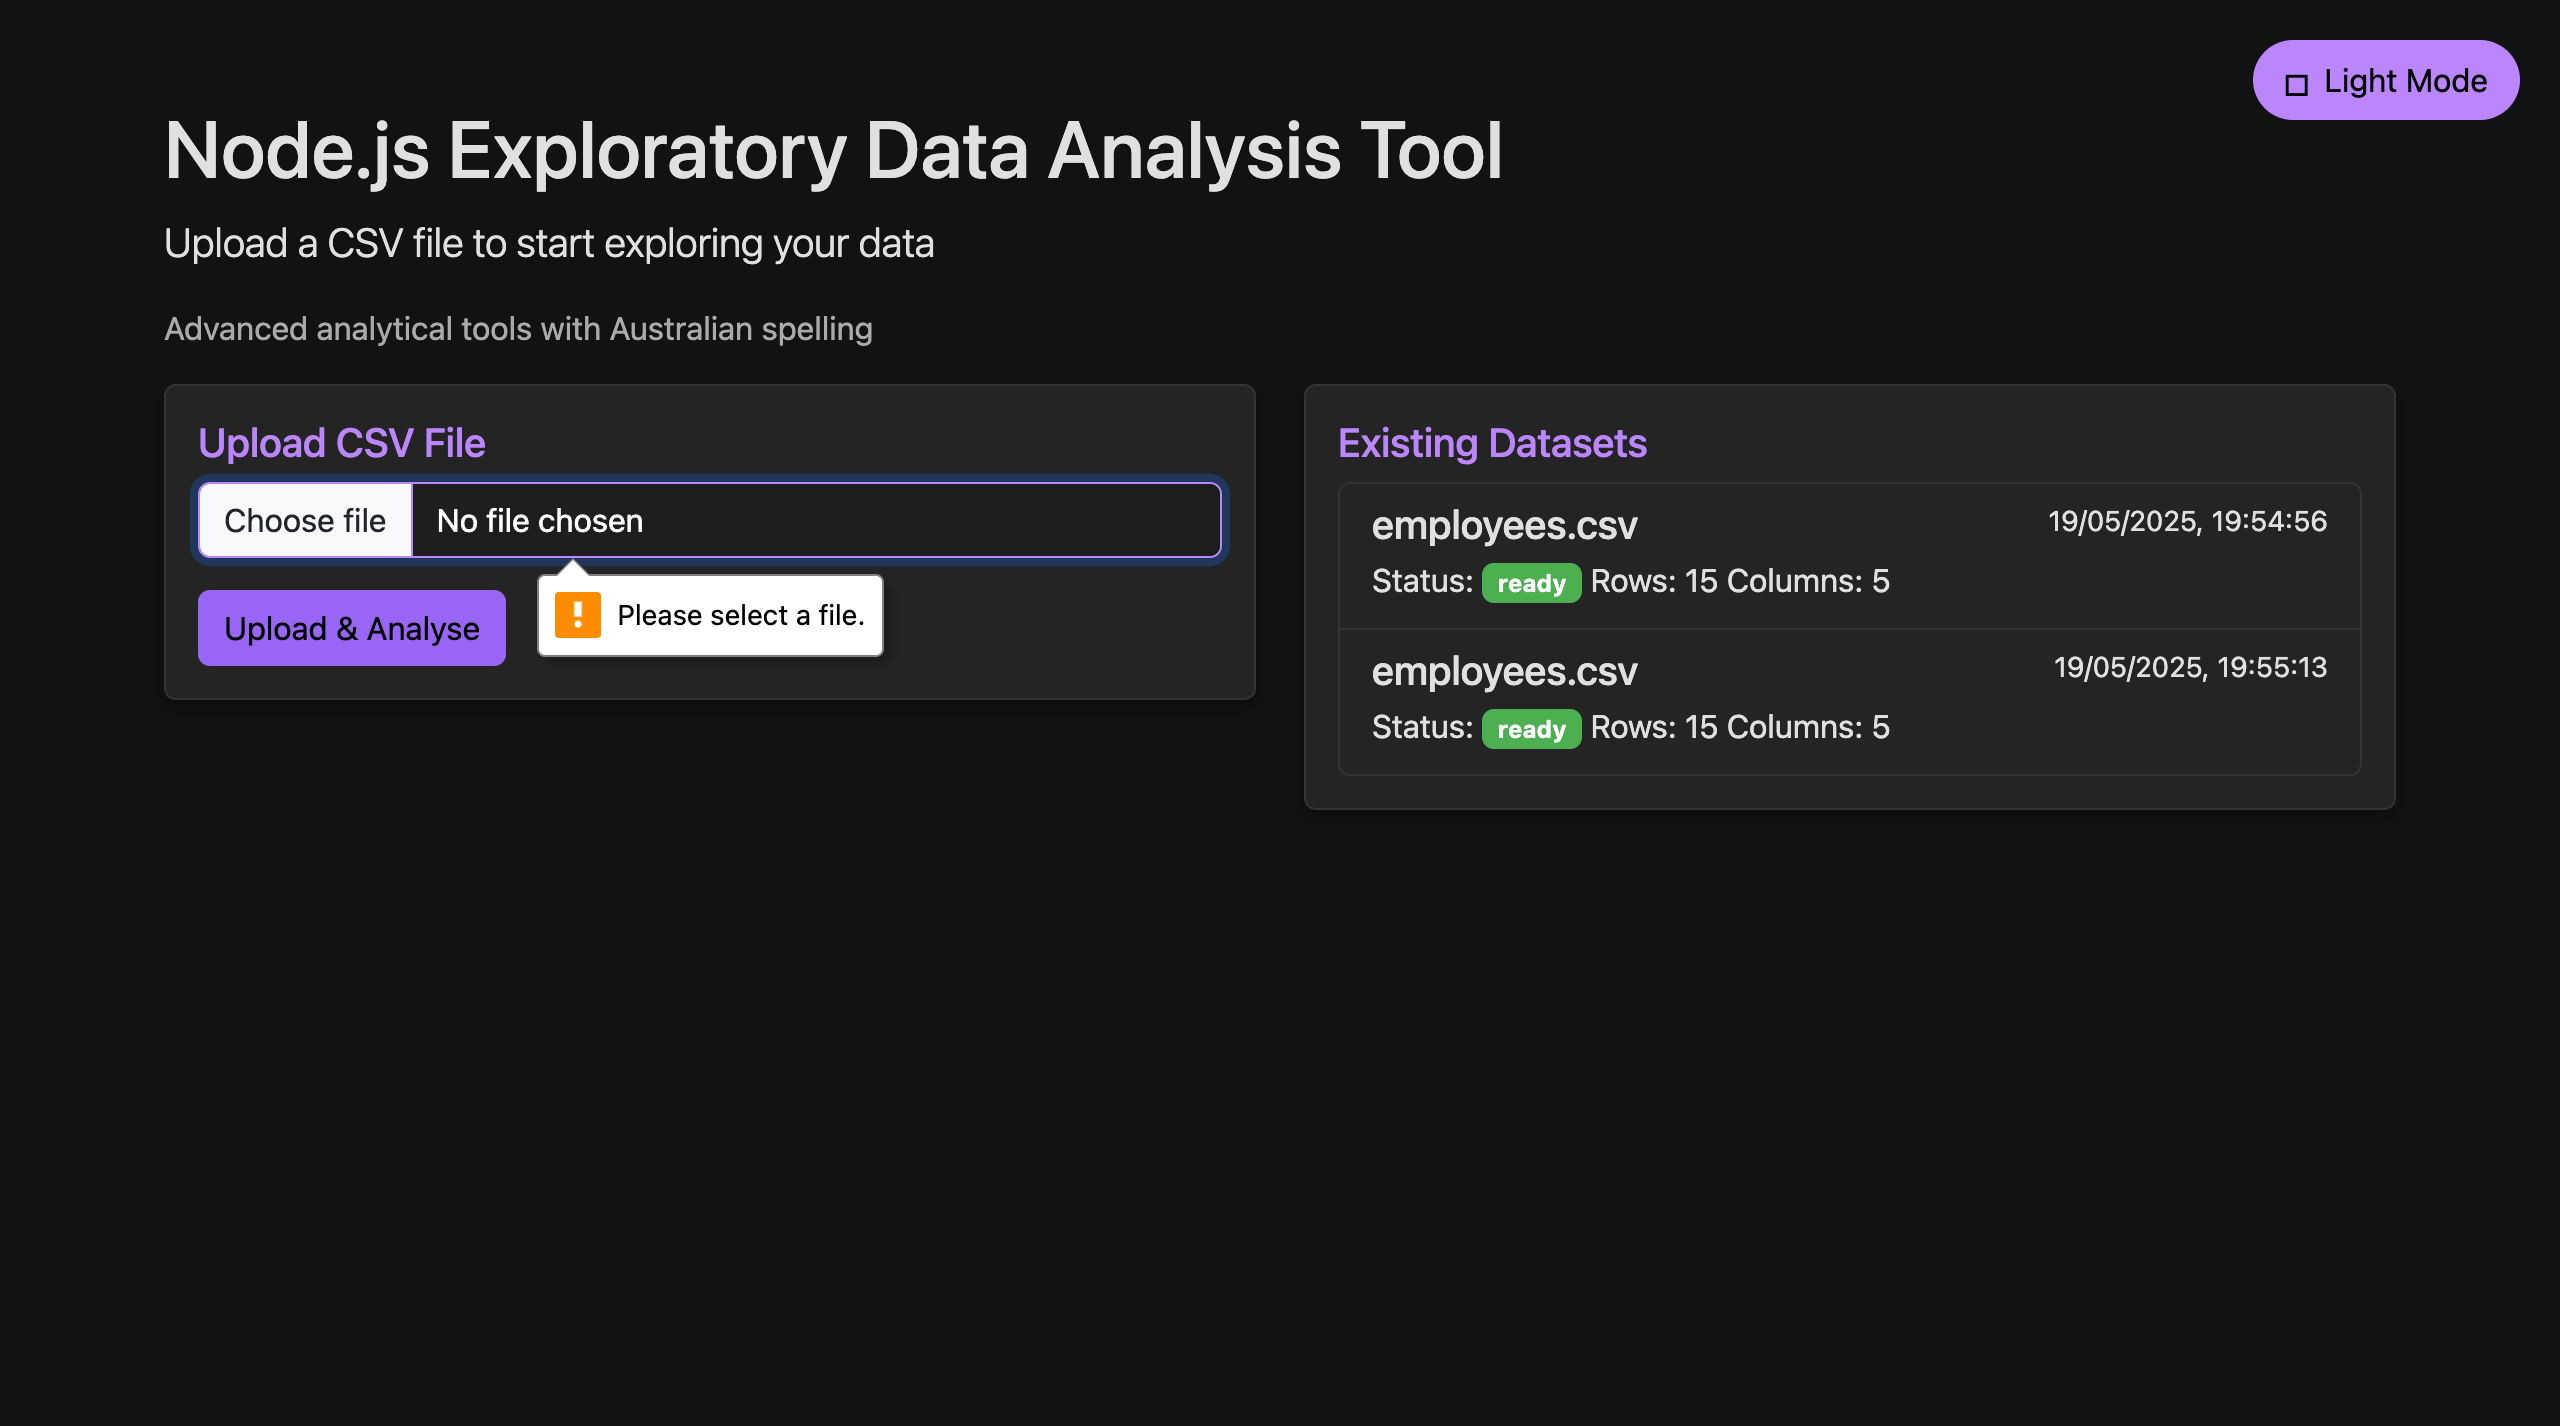 Light Mode
Node.js Exploratory Data Analysis Tool
Upload a CSV file to start exploring your data
Advanced analytical tools with Australian spelling
Upload CSV File
Choose file No file chosen
Please select a file.
Upload & Analyse
Existing Datasets
employees.csv 19/05/2025, 19:54:56
Status: ready Rows: 15 Columns: 5
employees.csv 19/05/2025, 19:55:13
Status: ready Rows: 15 Columns: 5